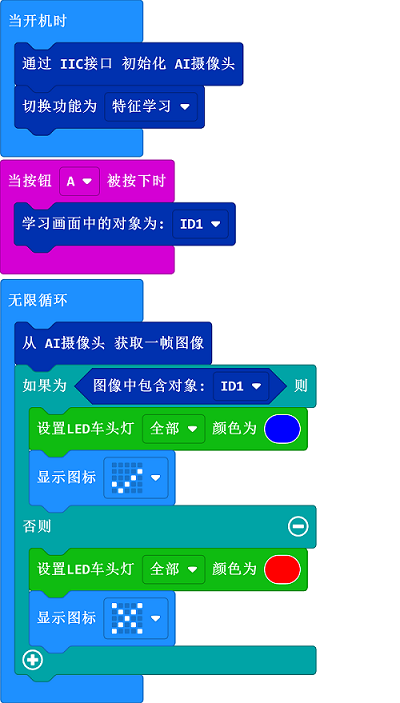 当开机时
通过 IIC接口 初始化 AI摄像头
切换功能为 特征学习
当按钮 A 被按下时
学习画面中的对象为: ID1
无限循环
从 AI摄像头 获取一帧图像
如果为 图像中包含对象: ID1 则
设置LED车头灯 全部 颜色为
显示图标
否则
设置LED车头灯 全部 颜色为
显示图标